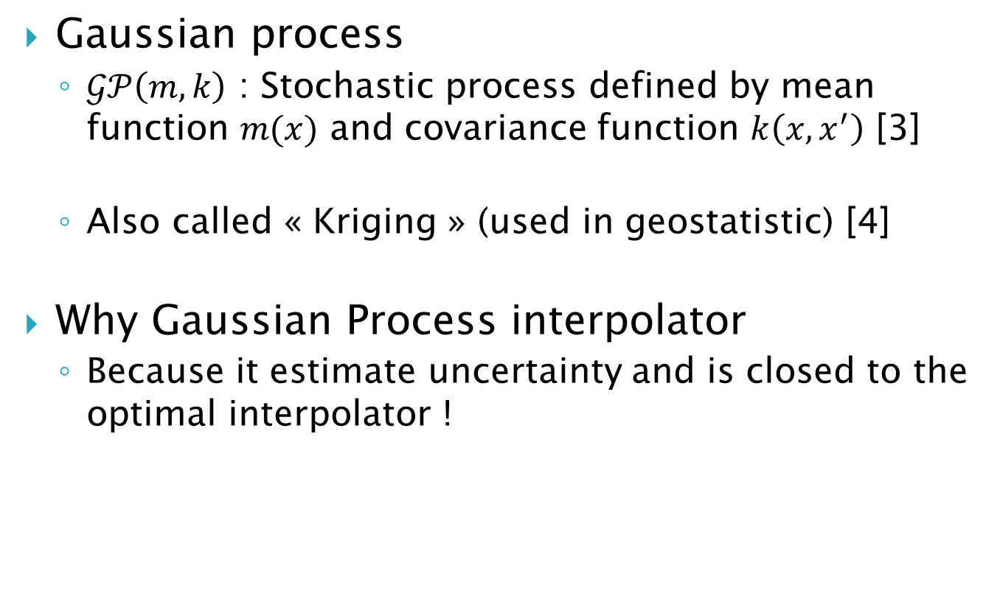 Gaussian process
𝒢𝒫(m, k) : Stochastic process defined by mean
function m(x) and covariance function k(x, x′) [3]
Also called « Kriging » (used in geostatistic) [4]
Why Gaussian Process interpolator
Because it estimate uncertainty and is closed to the
optimal interpolator !